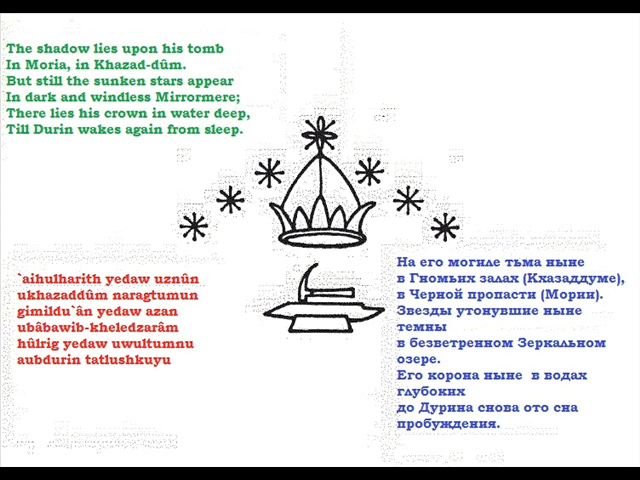 The shadow lies upon his tomb
In Moria, in Khazad-dûm.
But still the sunken stars appear
In dark and windless Mirrormere;
There lies his crown in water deep,
Till Durin wakes again from sleep.
`aihulharith yedaw uznûn
ukhazaddûm naragtumun
gimildu`ân yedaw azan
ubâbawib-kheledzarâm
hûlrig yedaw uwultumnu
aubdurin tatlushkuyu
На его могиле тьма ныне
в Гномьих залах (Кхазаддуме),
в Черной пропасти (Мории).
Звезды утонувшие ныне
темны
в безветренном Зеркальном
озере.
Его корона ныне в водах
глубоких
до Дурина снова ото сна
пробуждения.